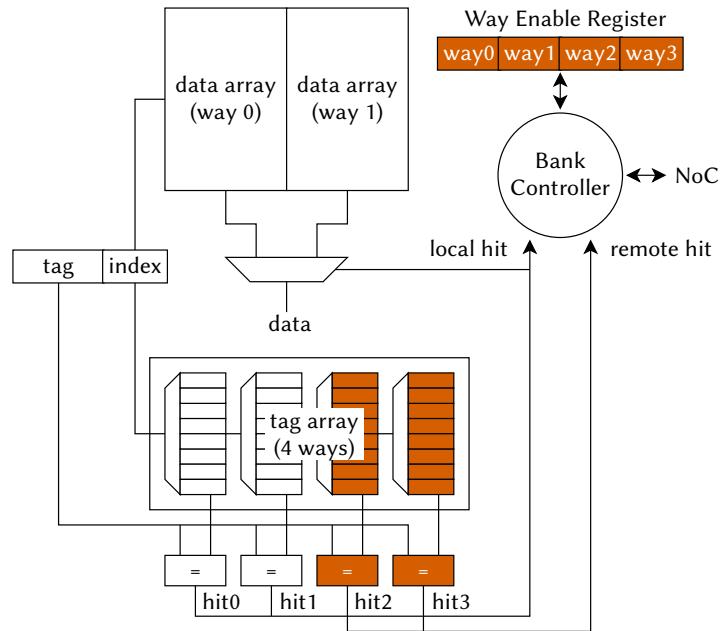 Way Enable Register
way0 way1 way2 way3
data array
(way 0)
data array
(way 1)
Bank
Controller
NoC
local hit
remote hit
tag
index
data
tag array
(4 ways)
= = = =
hit0
hit1
hit2
hit3